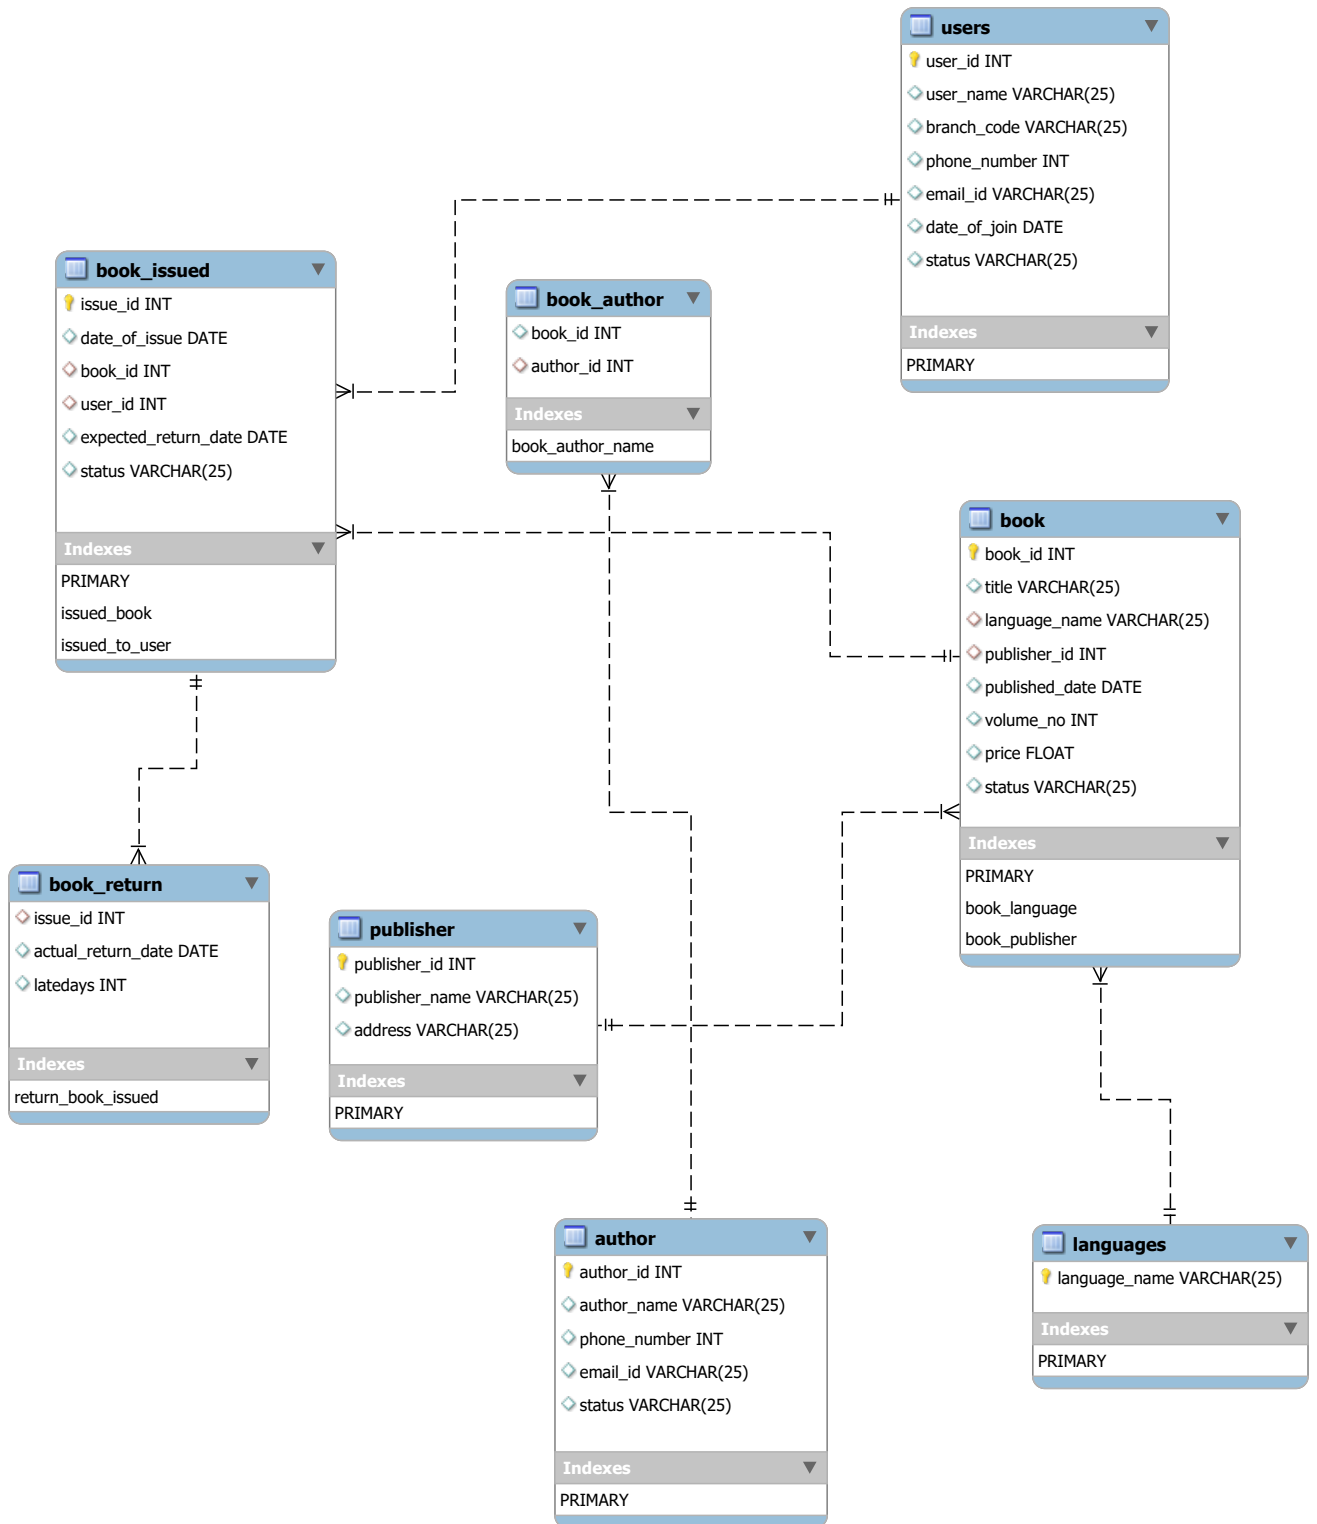 users
user_id INT
user_name VARCHAR(25)
branch_code VARCHAR(25)
phone_number INT
email_id VARCHAR(25)
date_of_join DATE
status VARCHAR(25)
Indexes
PRIMARY
book_issued
issue_id INT
date_of_issue DATE
book_id INT
user_id INT
expected_return_date DATE
status VARCHAR(25)
Indexes
PRIMARY
issued_book
issued_to_user
book_author
book_id INT
author_id INT
Indexes
book_author_name
book
book_id INT
title VARCHAR(25)
language_name VARCHAR(25)
publisher_id INT
published_date DATE
volume_no INT
price FLOAT
status VARCHAR(25)
Indexes
PRIMARY
book_language
book_publisher
book_return
issue_id INT
actual_return_date DATE
latedays INT
Indexes
return_book_issued
publisher
publisher_id INT
publisher_name VARCHAR(25)
address VARCHAR(25)
Indexes
PRIMARY
author
author_id INT
author_name VARCHAR(25)
phone_number INT
email_id VARCHAR(25)
status VARCHAR(25)
Indexes
PRIMARY
languages
language_name VARCHAR(25)
Indexes
PRIMARY